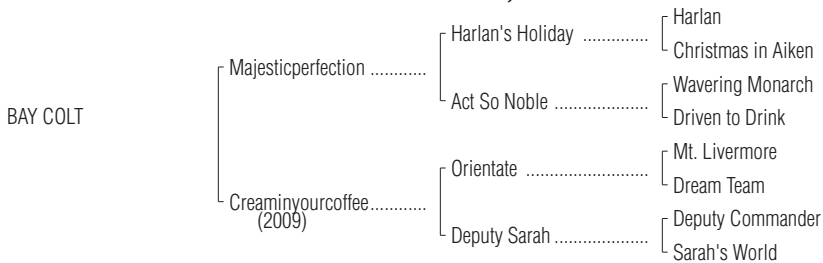 Harlan
Harlan's Holiday ..............
Christmas in Aiken
Majesticperfection ............
Wavering Monarch
Act So Noble ....................
Driven to Drink
BAY COLT
Mt. Livermore
Orientate ..........................
Dream Team
Creaminyourcoffee............
(2009)
Deputy Commander
Deputy Sarah ....................
Sarah's World